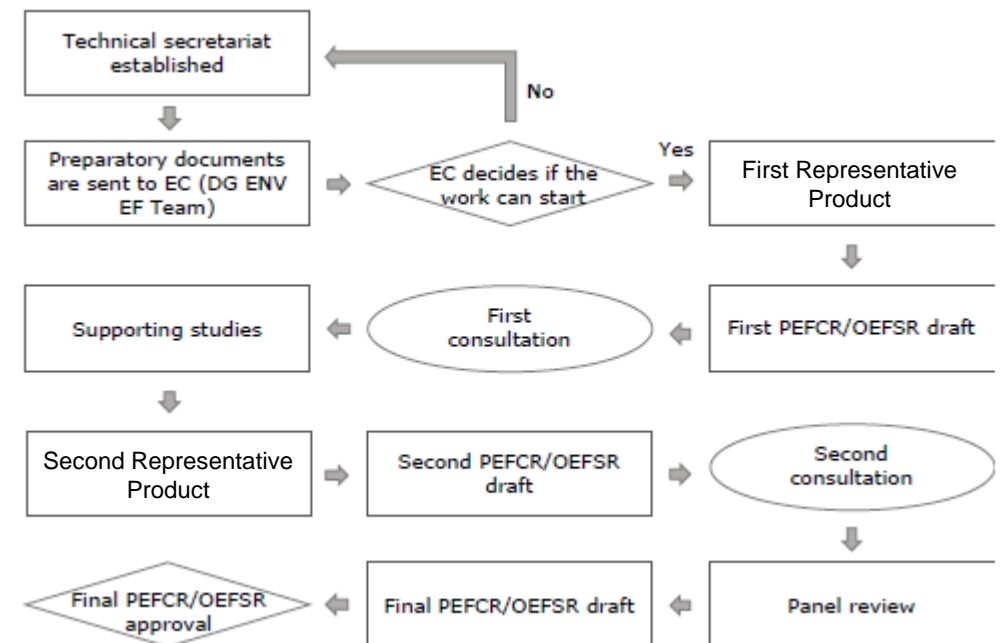 Technical secretariat
established
No
Preparatory documents
are sent to EC (DG ENV
EF Team)
EC decides if the
work can start
Yes
First Representative
Product
Supporting studies
First
consultation
First PEFCR/OEFSR draft
Second Representative
Product
Second PEFCR/OEFSR
draft
Second
consultation
Final PEFCR/OEFSR
approval
Final PEFCR/OEFSR draft
Panel review